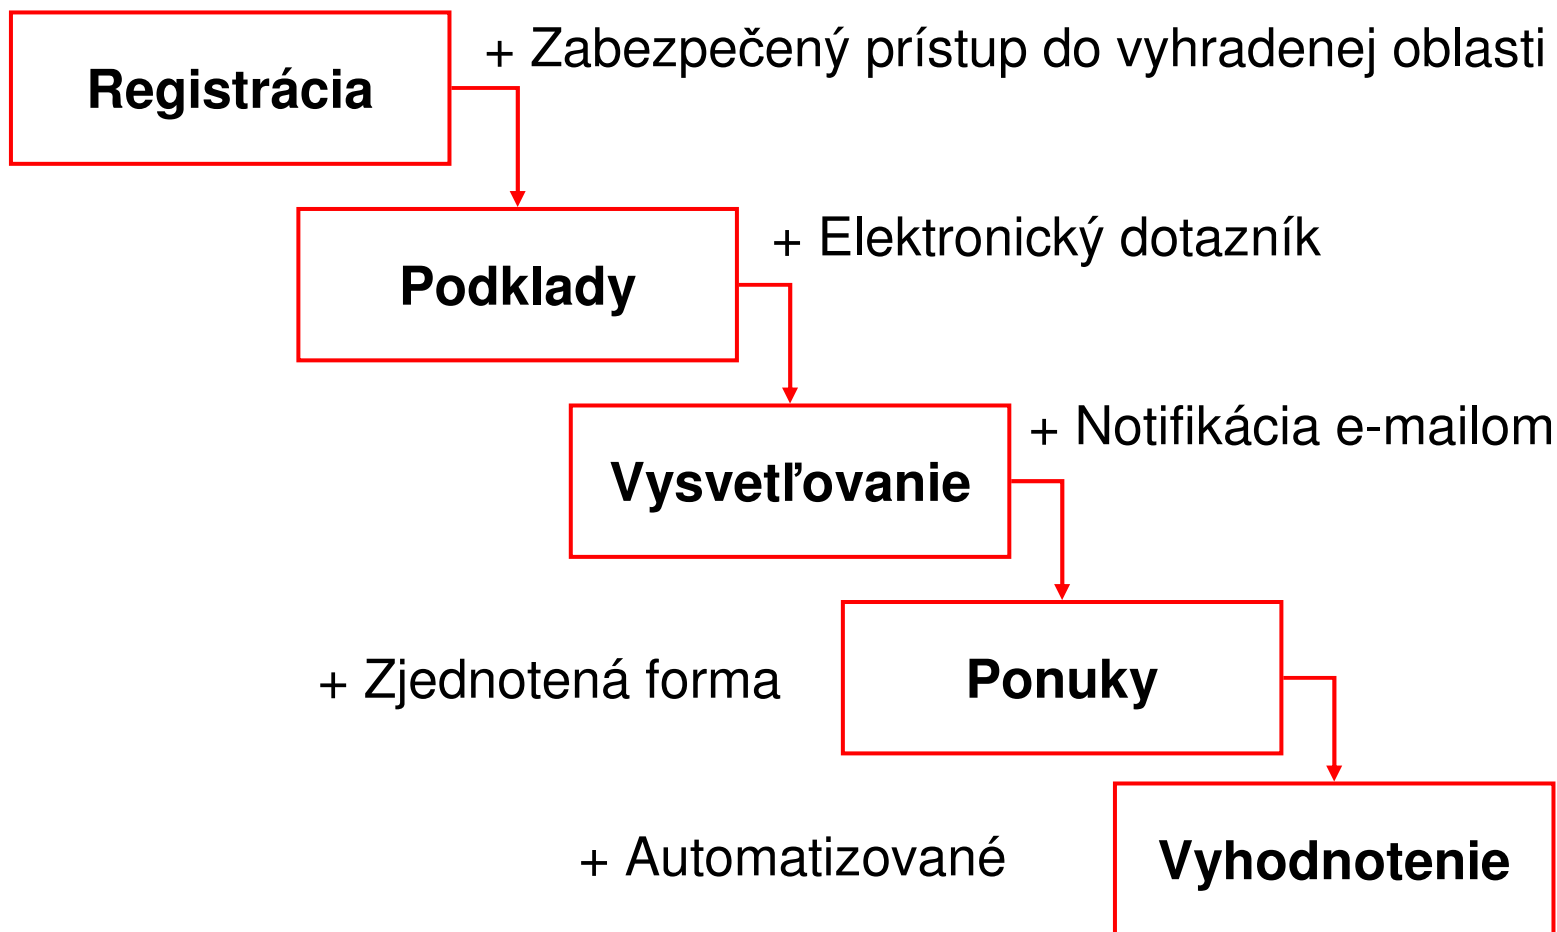 + Zabezpečený prístup do vyhradenej oblasti
Registrácia
+ Elektronický dotazník
Podklady
+ Notifikácia e-mailom
Vysvetľovanie
+ Zjednotená forma
Ponuky
+ Automatizované
Vyhodnotenie